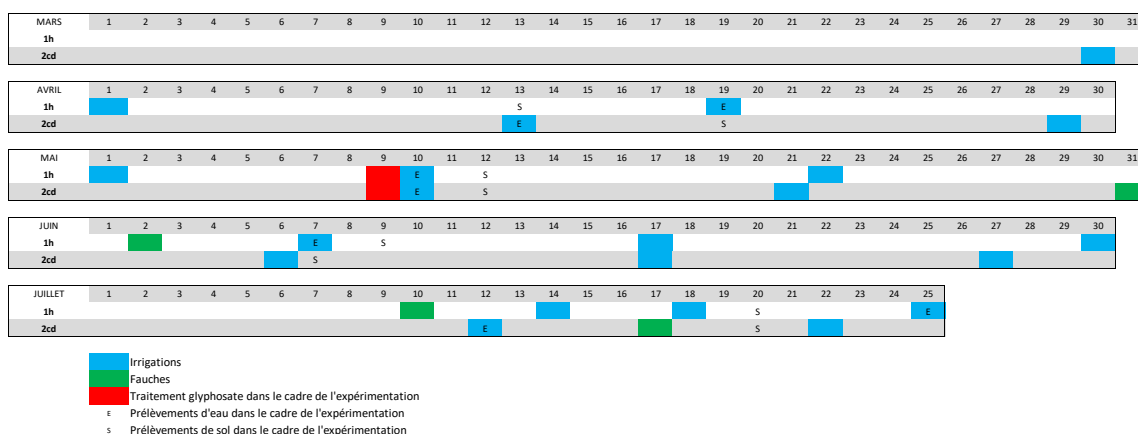 MARS 1 2 3 4 5 6 7 8 9 10 11 12 13 14 15 16 17 18 19 20 21 22 23 24 25 26 27 28 29 30 31
1h
2cd
AVRIL 1 2 3 4 5 6 7 8 9 10 11 12 13 14 15 16 17 18 19 20 21 22 23 24 25 26 27 28 29 30
1h S E
2cd E S
MAI 1 2 3 4 5 6 7 8 9 10 11 12 13 14 15 16 17 18 19 20 21 22 23 24 25 26 27 28 29 30 31
1h E S
2cd E S
JUIN 1 2 3 4 5 6 7 8 9 10 11 12 13 14 15 16 17 18 19 20 21 22 23 24 25 26 27 28 29 30
1h E S
2cd S
JUILLET 1 2 3 4 5 6 7 8 9 10 11 12 13 14 15 16 17 18 19 20 21 22 23 24 25
1h S E
2cd E S
Irrigations
Fauches
Traitement glyphosate dans le cadre de l'expérimentation
E Prélèvements d'eau dans le cadre de l'expérimentation
S Prélèvements de sol dans le cadre de l'expérimentation